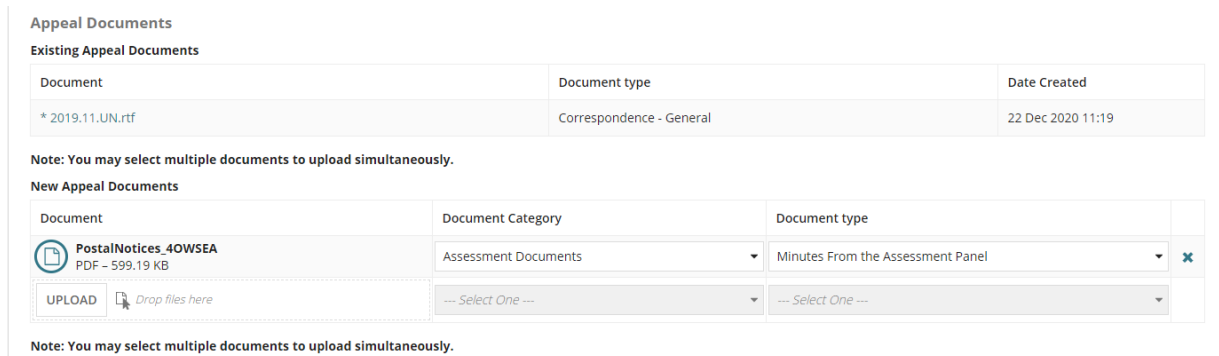 Appeal Documents
Existing Appeal Documents
Document Document type Date Created
* 2019.11.UN.rtf Correspondence - General 22 Dec 2020 11:19
Note: You may select multiple documents to upload simultaneously.
New Appeal Documents
Document Document Category Document type
PostalNotices_4OWSEA
PDF – 599.19 KB Assessment Documents Minutes From the Assessment Panel
UPLOAD Drop files here --- Select One --- --- Select One ---
Note: You may select multiple documents to upload simultaneously.